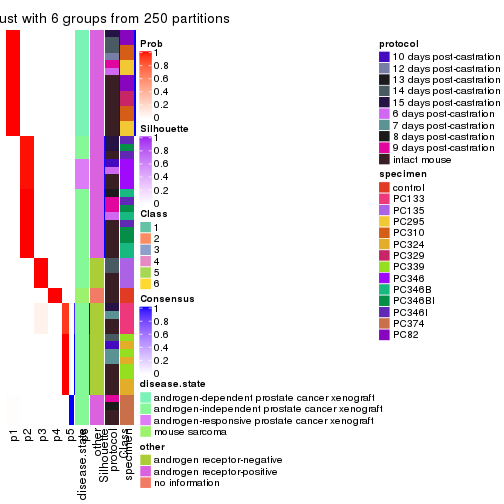 ust with 6 groups from 250 partitions
Prob
1
0.8
0.6
0.4
0.2
0
Silhouette
1
0.8
0.6
0.4
0.2
0
Class
1
2
3
4
5
6
Consensus
1
0.8
0.6
0.4
0.2
0
disease.state
androgen-dependent prostate cancer xenograft
androgen-independent prostate cancer xenograft
androgen-responsive prostate cancer xenograft
mouse sarcoma
other
androgen receptor-negative
androgen receptor-positive
no information
protocol
10 days post-castration
12 days post-castration
13 days post-castration
14 days post-castration
15 days post-castration
6 days post-castration
7 days post-castration
8 days post-castration
9 days post-castration
intact mouse
specimen
control
PC133
PC135
PC295
PC310
PC324
PC329
PC339
PC346
PC346B
PC346BI
PC346I
PC374
PC82
p1
p2
p3
p4
p5
disease.state
other
Silhouette
protocol
Class
specimen